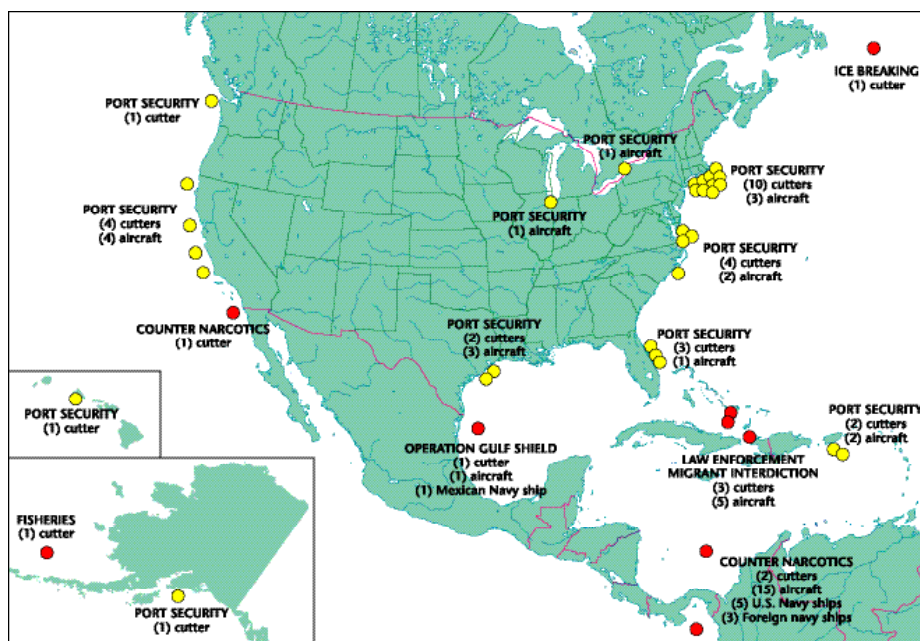 ICE BREAKING
(1) cutter
PORT SECURITY
(1) cutter
PORT SECURITY
(1) aircraft
PORT SECURITY
(10) cutters
(3) aircraft
PORT SECURITY
(4) cutters
(4) aircraft
PORT SECURITY
(1) aircraft
PORT SECURITY
(4) cutters
(2) aircraft
COUNTER NARCOTICS
(1) cutter
PORT SECURITY
(2) cutters
(3) aircraft
PORT SECURITY
(3) cutters
(1) aircraft
PORT SECURITY
(1) cutter
PORT SECURITY
(2) cutters
(2) aircraft
OPERATION GULF SHIELD
(1) cutter
(1) aircraft
(1) Mexican Navy ship
LAW ENFORCEMENT
MIGRANT INTERDICTION
(3) cutters
(5) aircraft
FISHERIES
(1) cutter
PORT SECURITY
(1) cutter
COUNTER NARCOTICS
(2) cutters
(15) aircraft
(5) U.S. Navy ships
(3) Foreign navy ships